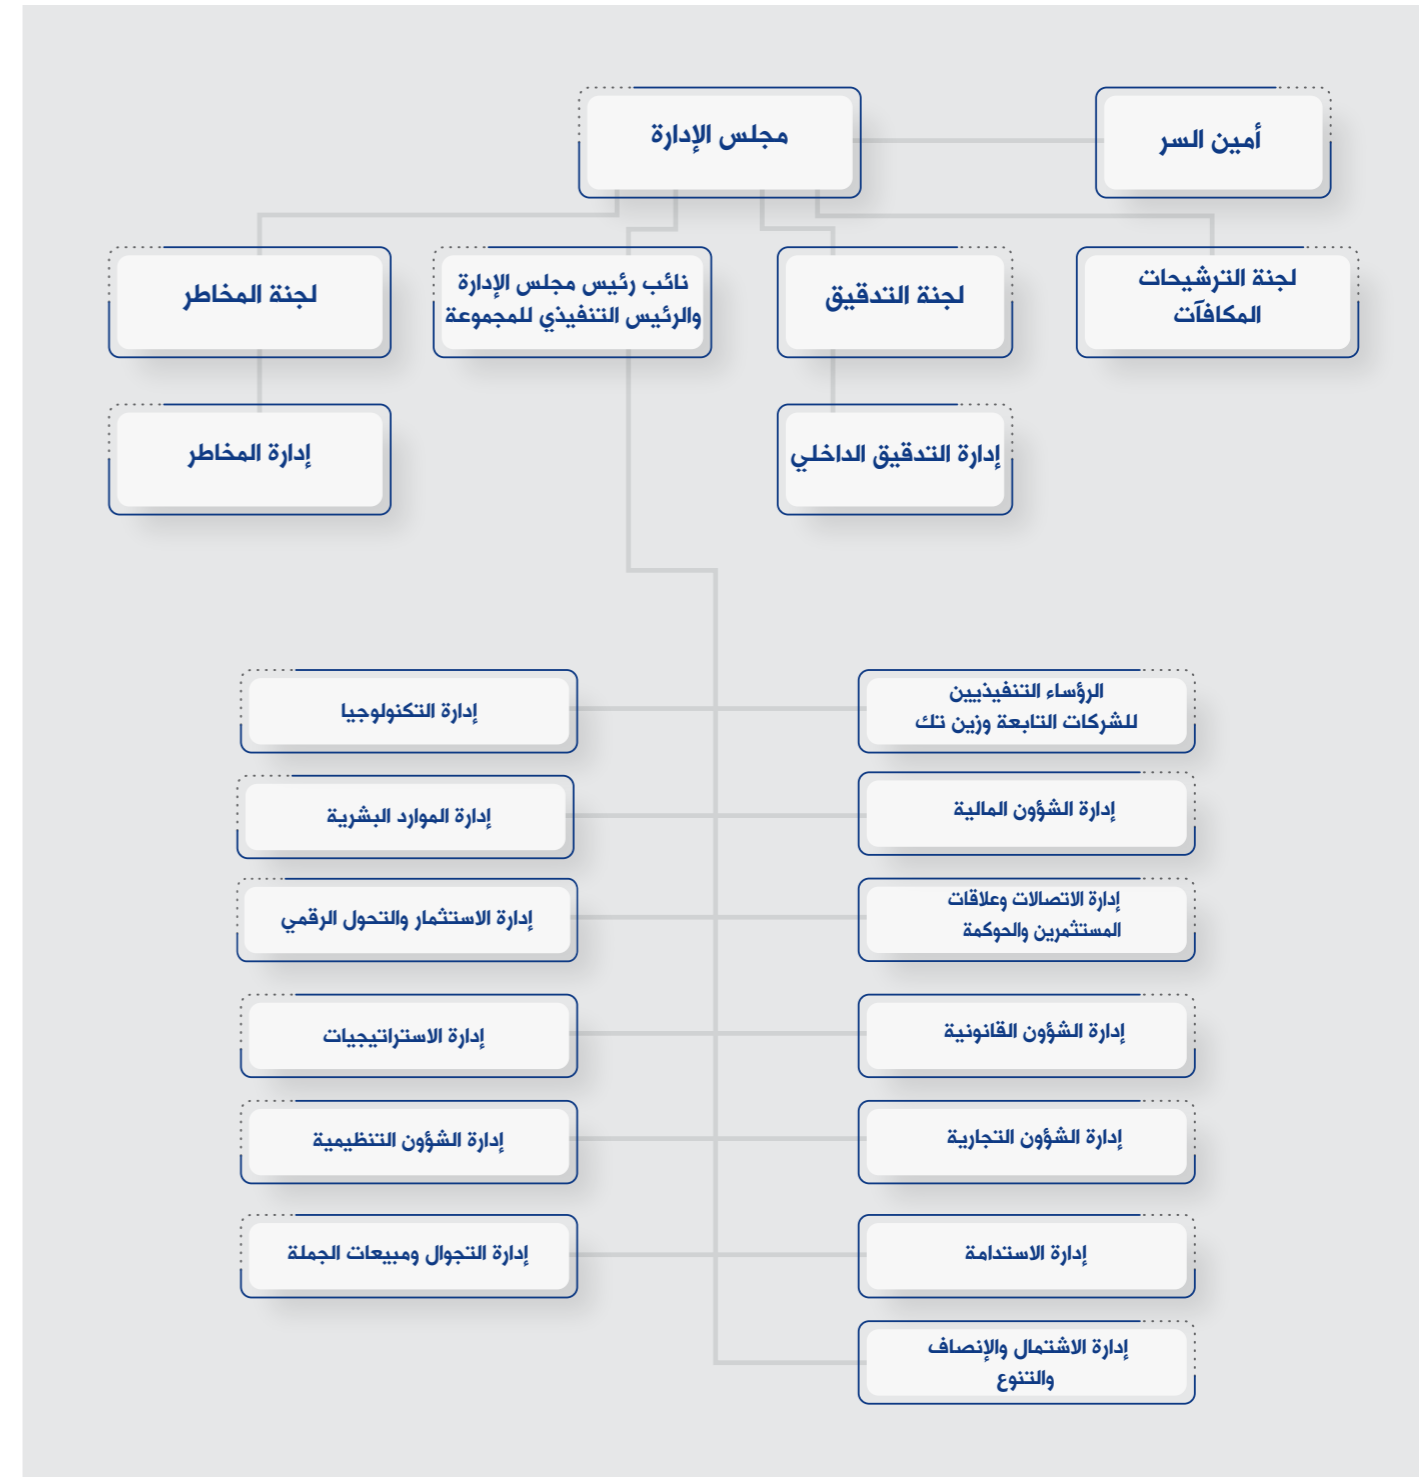 أمين السر
مجلس الإدارة
لجنة الترشيحات
المكافآت
لجنة التدقيق
نائب رئيس مجلس الإدارة
والرئيس التنفيذي للمجموعة
لجنة المخاطر
إدارة التدقيق الداخلي
إدارة المخاطر
الرؤساء التنفيذيين
للشركات التابعة وزين تك
إدارة التكنولوجيا
إدارة الشؤون المالية
إدارة الموارد البشرية
إدارة الاتصالات وعلاقات
المستثمرين والحوكمة
إدارة الاستثمار والتحول الرقمي
إدارة الشؤون القانونية
إدارة الاستراتيجيات
إدارة الشؤون التجارية
إدارة الشؤون التنظيمية
إدارة الاستدامة
إدارة التجوال ومبيعات الجملة
إدارة الاشتمال والإنصاف
والتنوع